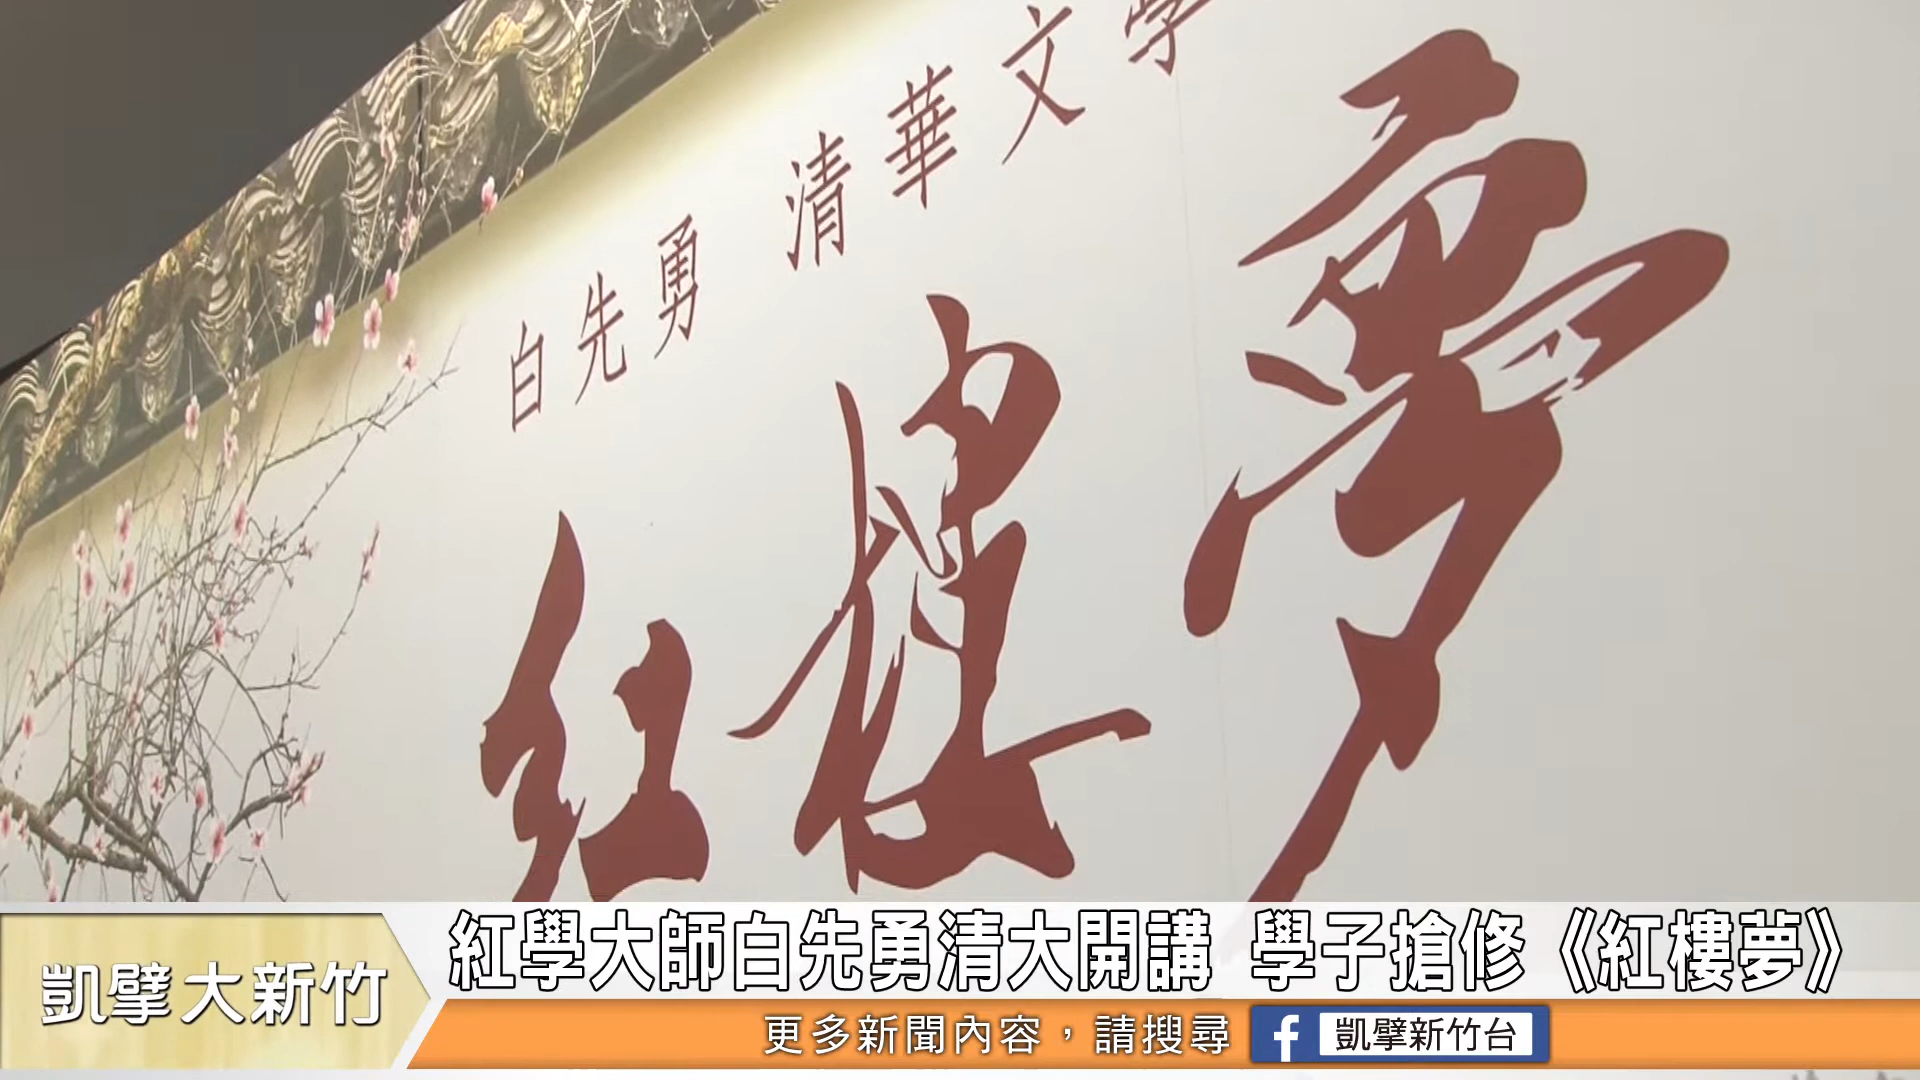 白先勇 清華文學
紅樓夢
紅學大師白先勇清大開講 學子搶修《紅樓夢》
凱擘大新竹
更多新聞內容，請搜尋 凱擘新竹台